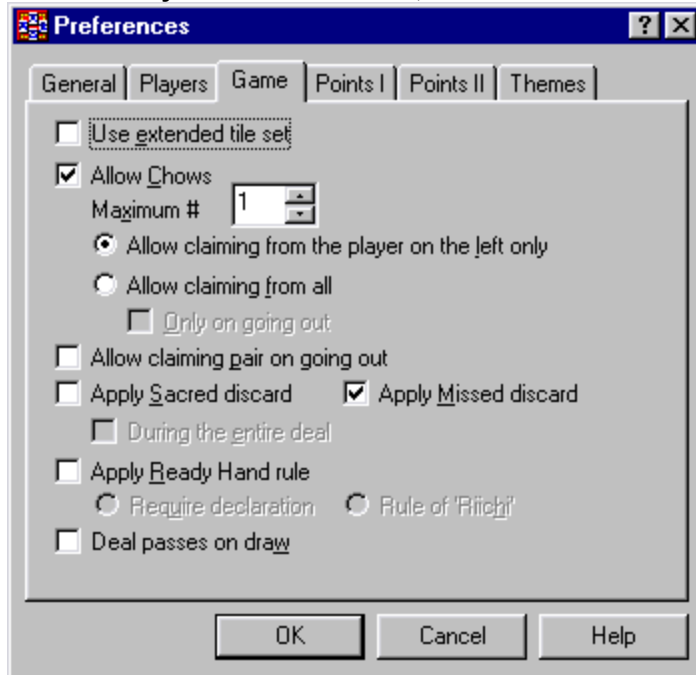 Preferences
General Players Game Points I Points II Themes
Use extended tile set
Allow Chows
Maximum # 1
Allow claiming from the player on the left only
Allow claiming from all
Only on going out
Allow claiming pair on going out
Apply Sacred discard Apply Missed discard
During the entire deal
Apply Ready Hand rule
Require declaration Rule of 'Riichi'
Deal passes on draw
OK Cancel Help